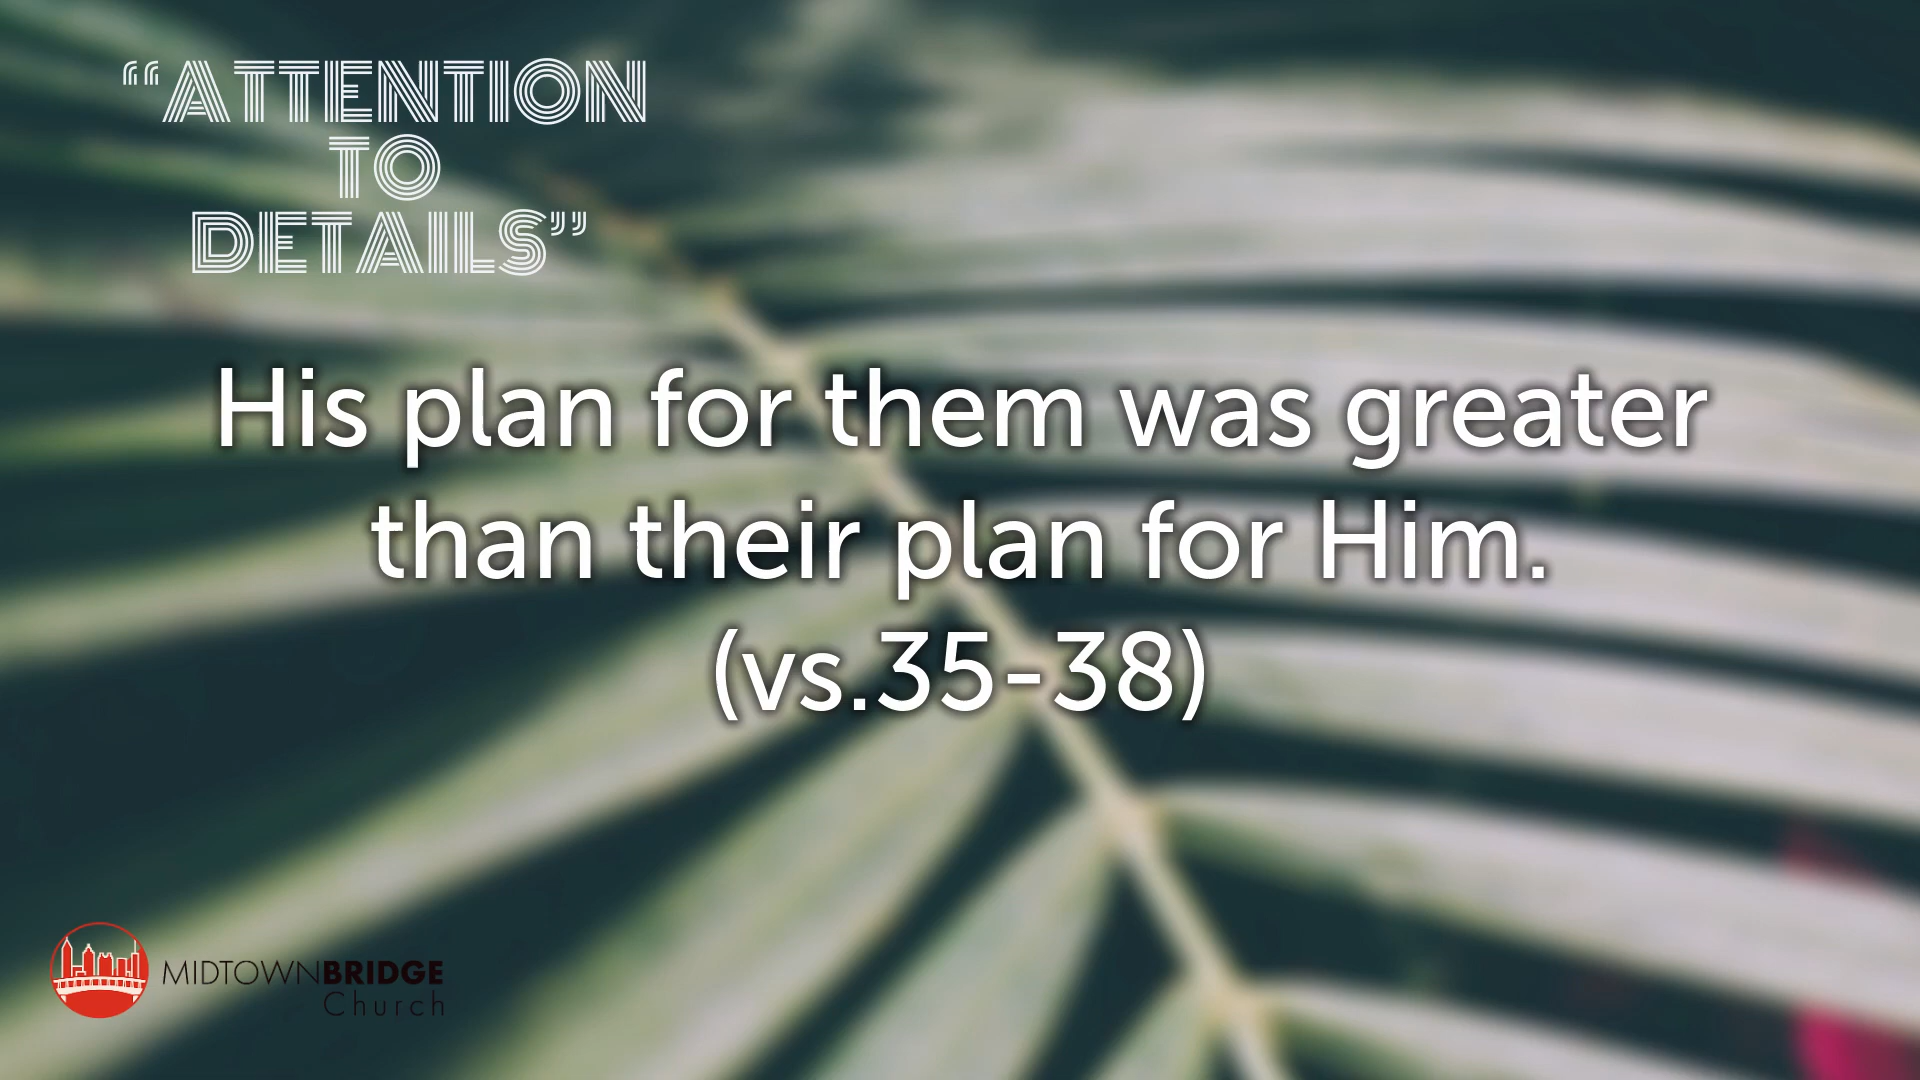 “ATTENTION
TO
DETAILS”
His plan for them was greater
than their plan for Him.
(vs.35-38)
MIDTOWNBRIDGE
Church